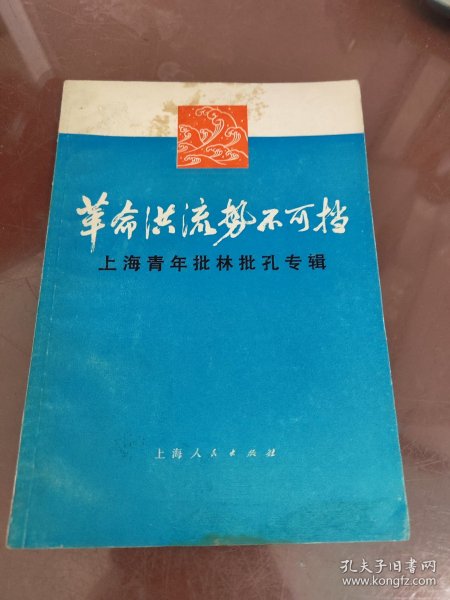 革命洪流势不可挡
上海青年批林批孔专辑
上海人民出版社
孔夫子旧书网
www.kongfz.com